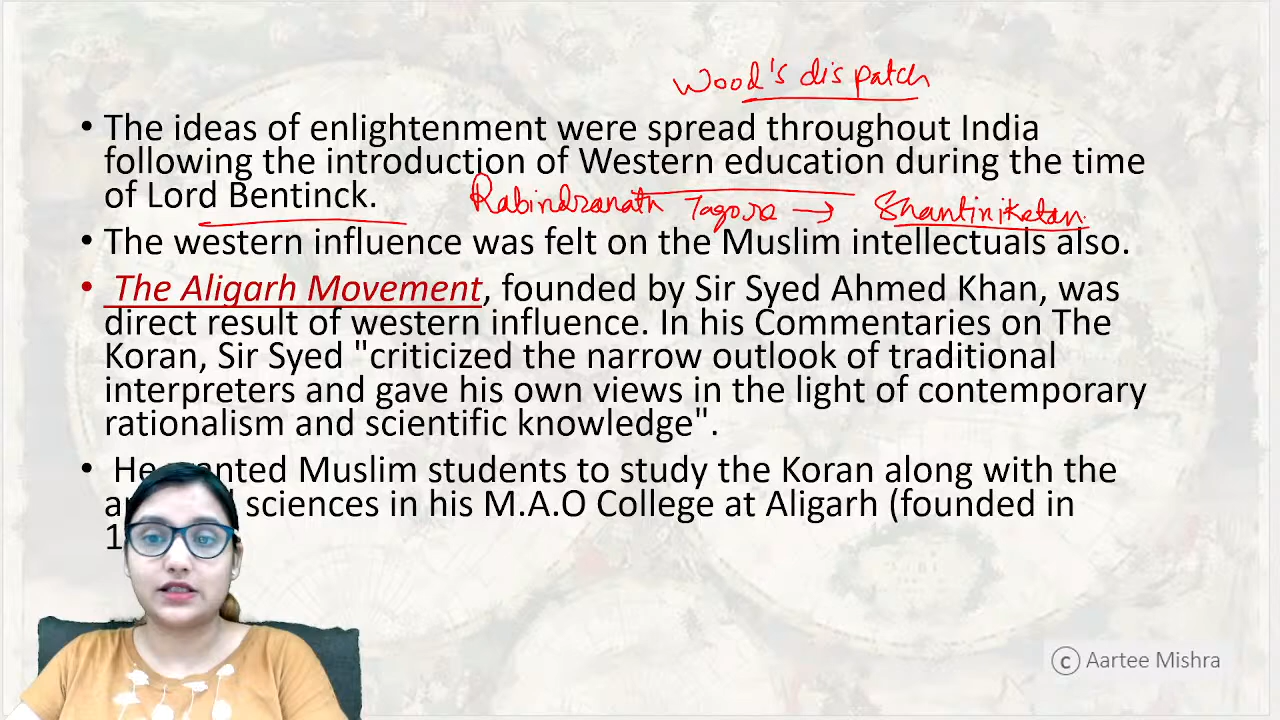 Wood's dispatch
• The ideas of enlightenment were spread throughout India
following the introduction of Western education during the time
of Lord Bentinck.
Rabindranath Tagore → Shantiniketan
• The western influence was felt on the Muslim intellectuals also.
• The Aligarh Movement, founded by Sir Syed Ahmed Khan, was
direct result of western influence. In his Commentaries on The
Koran, Sir Syed "criticized the narrow outlook of traditional
interpreters and gave his own views in the light of contemporary
rationalism and scientific knowledge".
• He Muslim students to study the Koran along with the
sciences in his M.A.O College at Aligarh (founded in
© Aartee Mishra